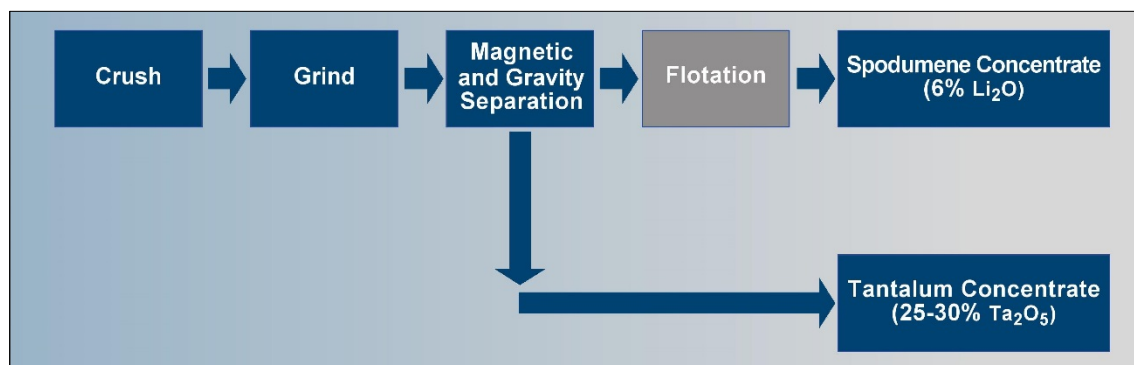 Crush
Grind
Magnetic
and Gravity
Separation
Flotation
Spodumene Concentrate
(6% Li₂O)
Tantalum Concentrate
(25-30% Ta₂O₅)